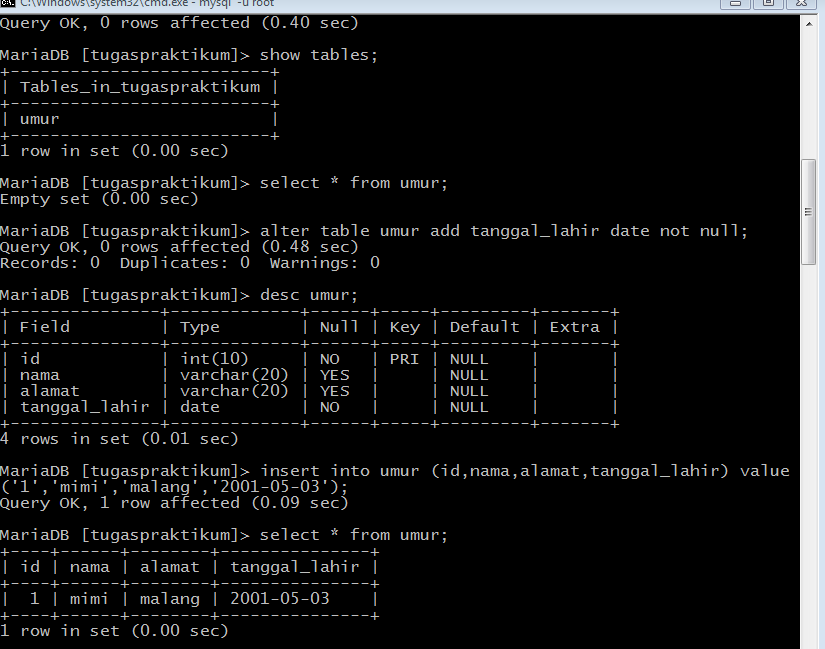 C:\Windows\system32\cmd.exe - mysql -u root
Query OK, 0 rows affected (0.40 sec)
MariaDB [tugaspraktikum]> show tables;
+--------------------------+
| Tables_in_tugaspraktikum |
+--------------------------+
| umur                     |
+--------------------------+
1 row in set (0.00 sec)
MariaDB [tugaspraktikum]> select * from umur;
Empty set (0.00 sec)
MariaDB [tugaspraktikum]> alter table umur add tanggal_lahir date not null;
Query OK, 0 rows affected (0.48 sec)
Records: 0  Duplicates: 0  Warnings: 0
MariaDB [tugaspraktikum]> desc umur;
+---------------+-------------+------+-----+---------+-------+
| Field         | Type        | Null | Key | Default | Extra |
+---------------+-------------+------+-----+---------+-------+
| id            | int(10)     | NO   | PRI | NULL    |       |
| nama          | varchar(20) | YES  |     | NULL    |       |
| alamat        | varchar(20) | YES  |     | NULL    |       |
| tanggal_lahir | date        | NO   |     | NULL    |       |
+---------------+-------------+------+-----+---------+-------+
4 rows in set (0.01 sec)
MariaDB [tugaspraktikum]> insert into umur (id,nama,alamat,tanggal_lahir) value
('1','mimi','malang','2001-05-03');
Query OK, 1 row affected (0.09 sec)
MariaDB [tugaspraktikum]> select * from umur;
+----+------+--------+---------------+
| id | nama | alamat | tanggal_lahir |
+----+------+--------+---------------+
|  1 | mimi | malang | 2001-05-03    |
+----+------+--------+---------------+
1 row in set (0.00 sec)